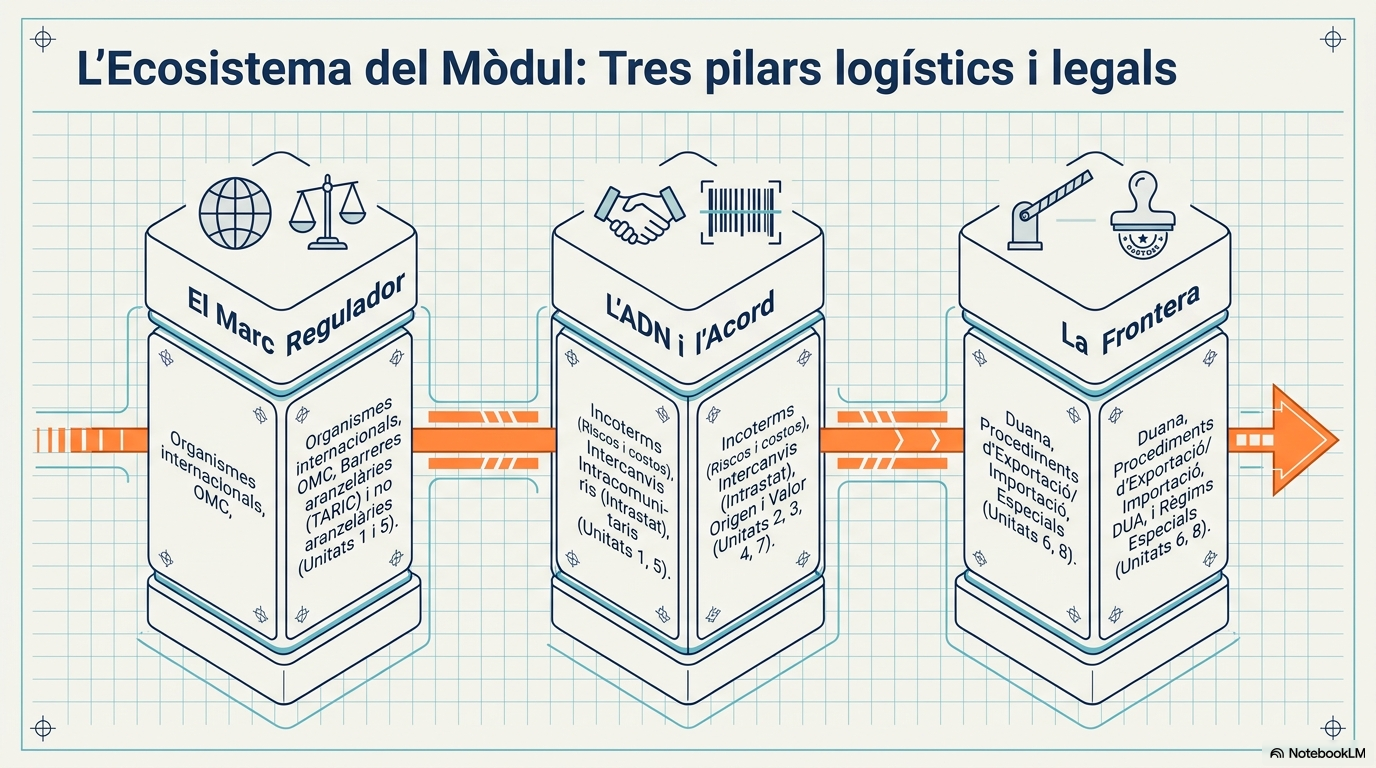 L'Ecosistema del Mòdul: Tres pilars logístics i legals
El Marc Regulador
Organismes
internacionals,
OMC,
Organismes
internacionals,
OMC, Barreres
aranzelàries
(TARIC) i no
aranzelàries
(Unitats 1 i 5).
L'ADN i l'Acord
Incoterms
(Riscos i costos),
Intercanvis
Intracomuni-
ris (Intrastat),
taris
(Unitats 1, 5).
Incoterms
(Riscos i costos),
Intercanvis
(Intrastat),
Origen i Valor
(Unitats 2, 3,
4, 7).
La Frontera
Duana,
Procediments
d'Exportació/
Importació,
Especials
(Unitats 6, 8).
Duana,
Procediments
d'Exportació/
Importació,
DUA, i Règims
Especials
(Unitats 6, 8).
NotebookLM